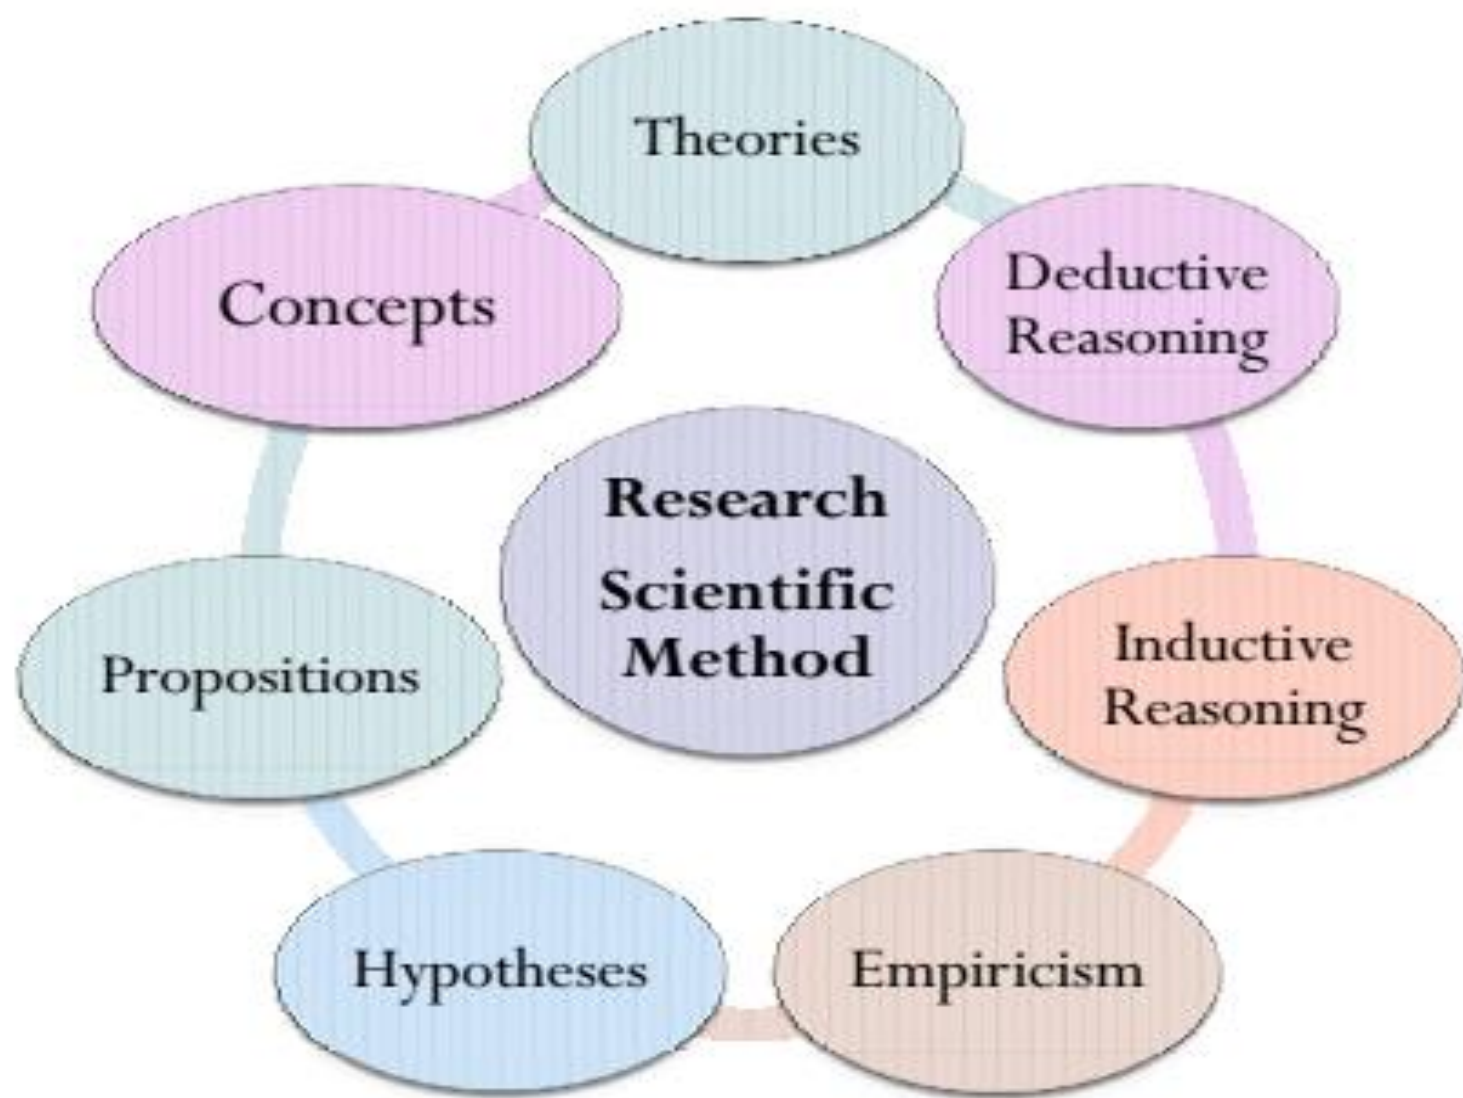 Theories
Deductive
Reasoning
Concepts
Research
Scientific
Method
Inductive
Reasoning
Propositions
Hypotheses
Empiricism